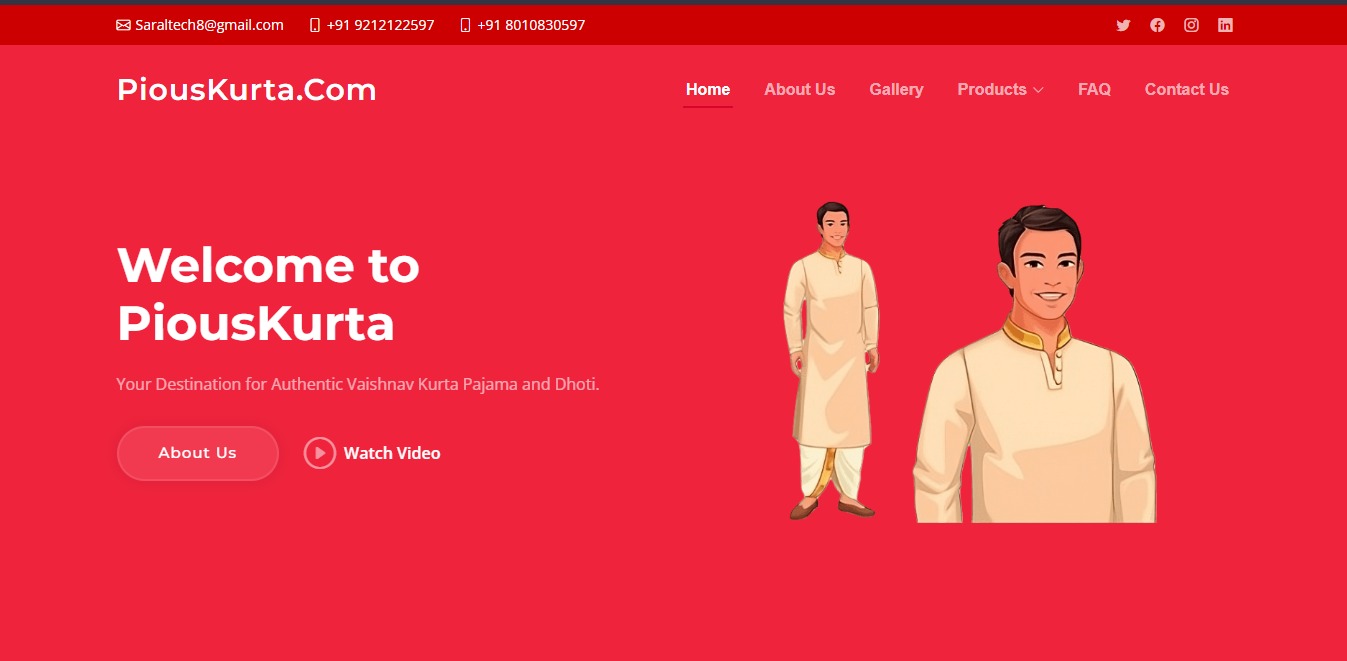 Saraltech8@gmail.com +91 9212122597 +91 8010830597
PiousKurta.Com Home About Us Gallery Products FAQ Contact Us
Welcome to
PiousKurta
Your Destination for Authentic Vaishnav Kurta Pajama and Dhoti.
About Us Watch Video